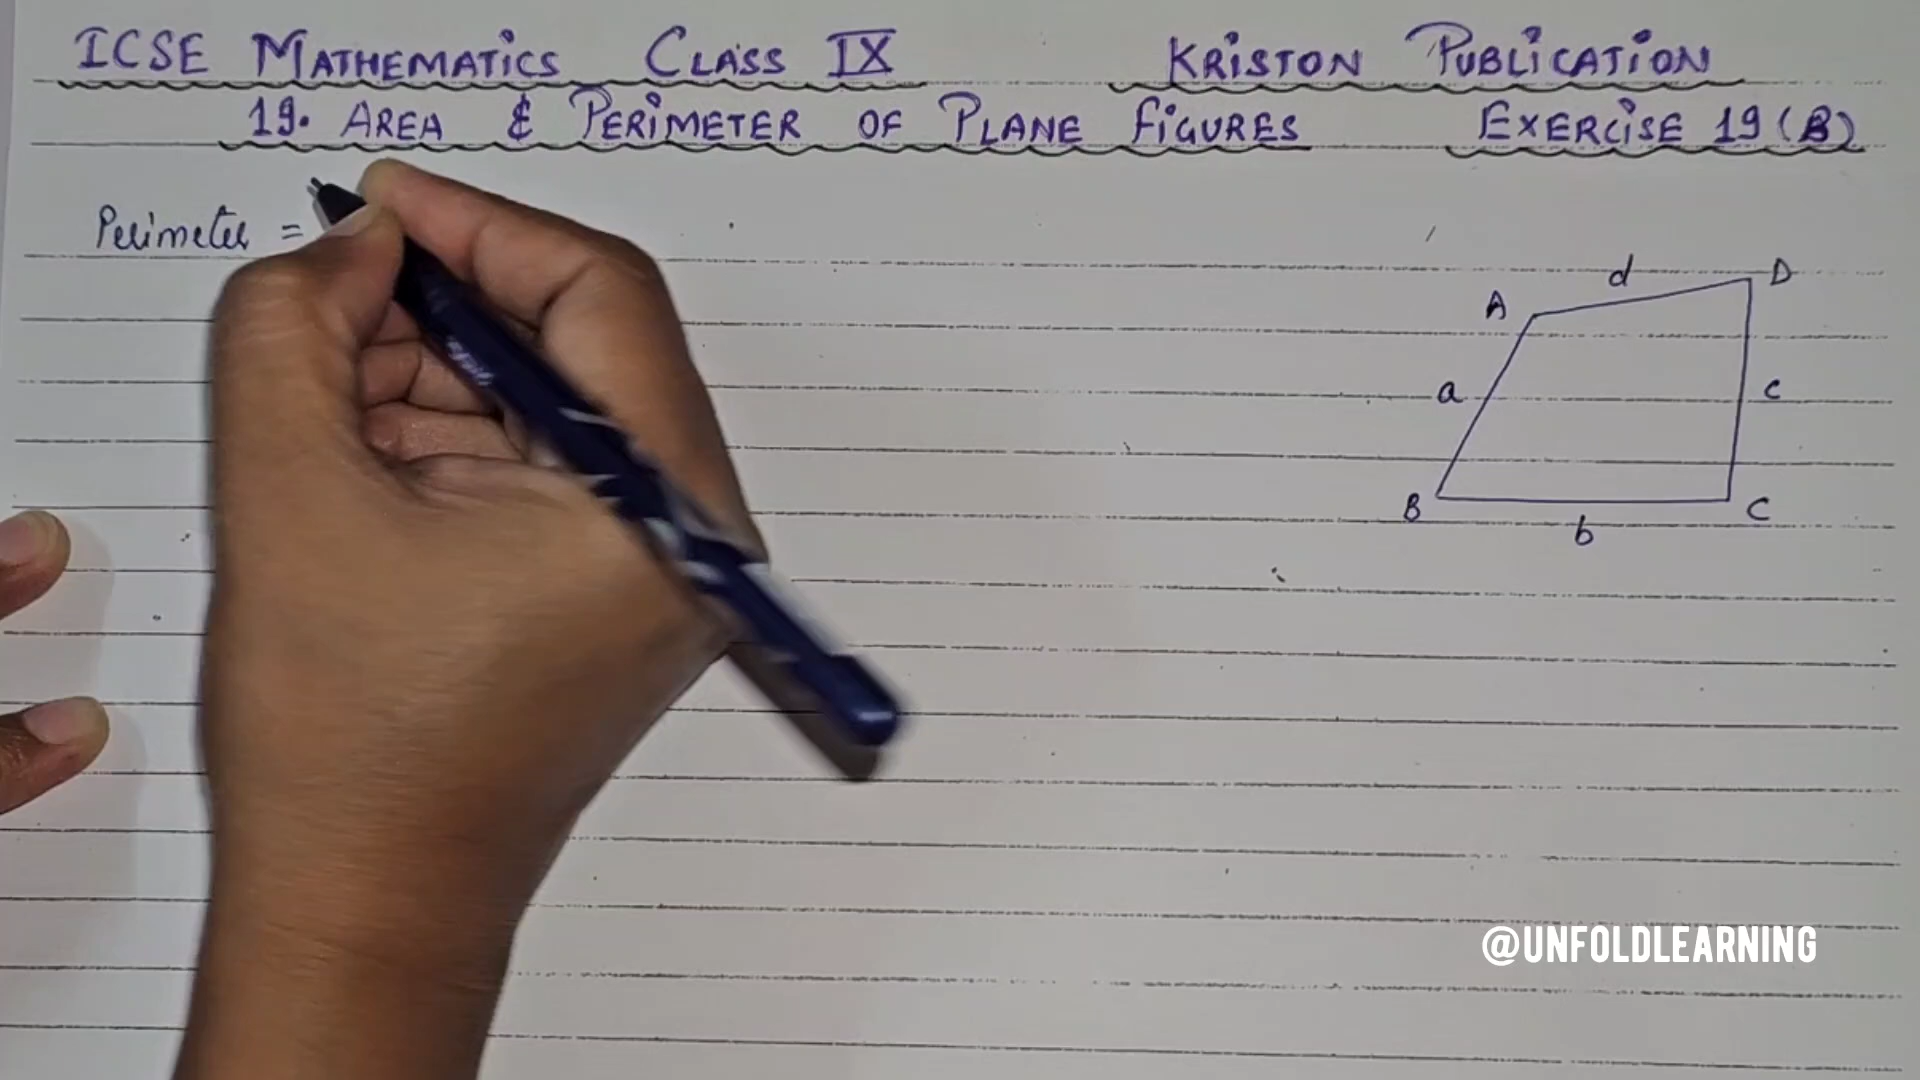 ICSE MATHEMATICS CLASS IX KRISTON PUBLICATION
19. AREA & PERIMETER OF PLANE FIGURES EXERCISE 19(B)
Perimeter =
d D
A
a c
B C
b
@UNFOLDLEARNING